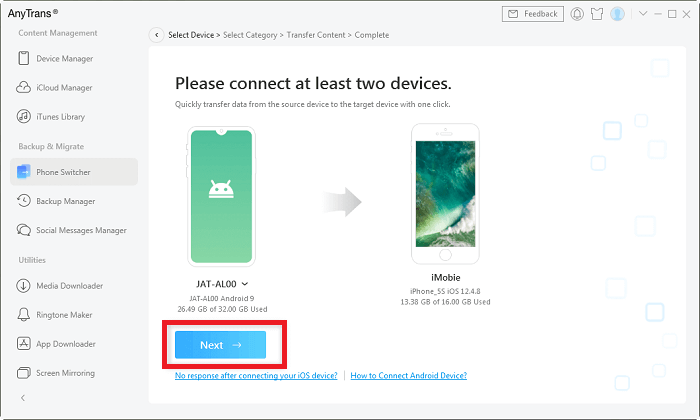 AnyTrans®
Feedback
Content Management
Device Manager
iCloud Manager
iTunes Library
Backup & Migrate
Phone Switcher
Backup Manager
Social Messages Manager
Utilities
Media Downloader
Ringtone Maker
App Downloader
Screen Mirroring
Select Device > Select Category > Transfer Content > Complete
Please connect at least two devices.
Quickly transfer data from the source device to the target device with one click.
JAT-AL00
JAT-AL00 Android 9
26.49 GB of 32.00 GB Used
iMobie
iPhone_5S iOS 12.4.8
13.38 GB of 16.00 GB Used
Next
No response after connecting your iOS device? | How to Connect Android Device?